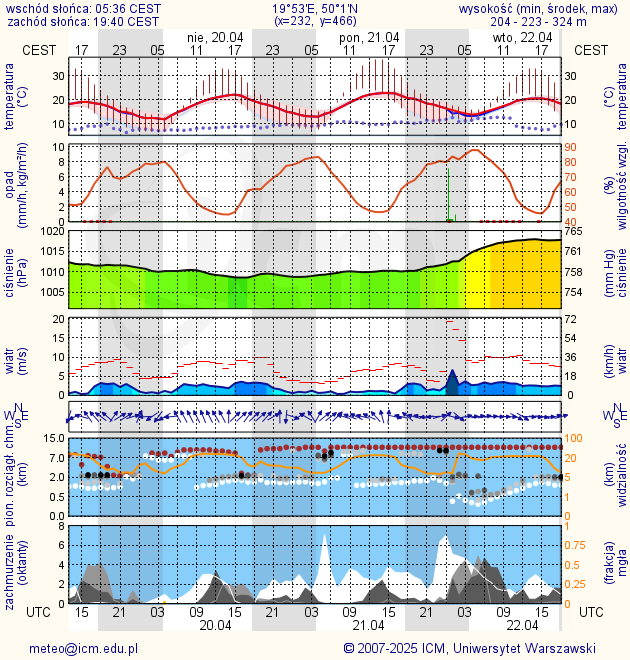 wschód słońca: 05:36 CEST 19°53'E, 50°1'N wysokość (min, środek, max)
zachód słońca: 19:40 CEST (x=232, y=466) 204 - 223 - 324 m
nie, 20.04 pon, 21.04 wto, 22.04
CEST 17 23 05 11 17 23 05 11 17 23 05 11 17 CEST
temperatura (°C) 30 20 10 30 20 10 temperatura (°C)
opad (mm/h, kg/m²/h) 10 8 6 4 2 0 90 80 70 60 50 40 (%) wilgotność wzgl.
ciśnienie (hPa) 1020 1015 1010 1005 765 761 758 754 (mm Hg) ciśnienie
wiatr (m/s) 20 15 10 5 0 72 54 36 18 0 (km/h) wiatr
N W E S N W E S
pion. rozciągł. chm. (km) 15.0 7.0 2.0 0.5 0.0 100 20 5 1 0 (km) widzialność
zachmurzenie (oktanty) 8 6 4 2 0 1 0.75 0.5 0.25 0 (frakcja) mgła
UTC 15 21 03 09 15 21 03 09 15 21 03 09 15 UTC
20.04 21.04 22.04
meteo@icm.edu.pl © 2007-2025 ICM, Uniwersytet Warszawski